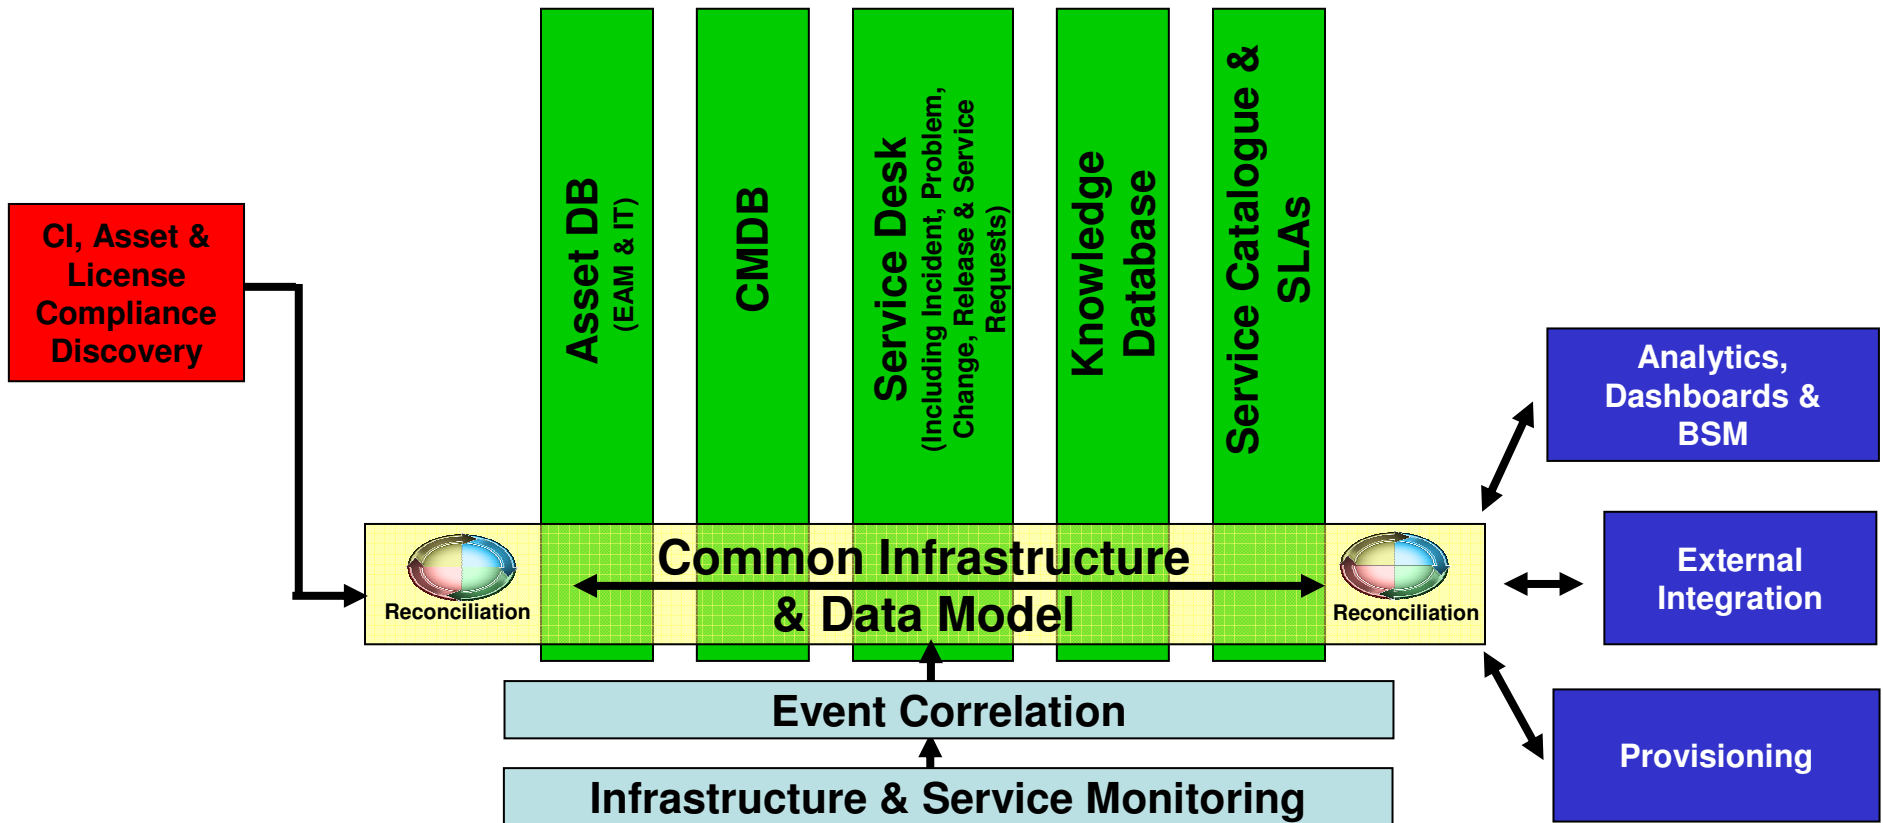 CI, Asset &
License
Compliance
Discovery
Asset DB
(EAM & IT)
CMDB
Service Desk
(Including Incident, Problem,
Change, Release & Service
Requests)
Knowledge
Database
Service Catalogue &
SLAs
Analytics,
Dashboards &
BSM
Common Infrastructure
& Data Model
Reconciliation
Reconciliation
External
Integration
Event Correlation
Provisioning
Infrastructure & Service Monitoring